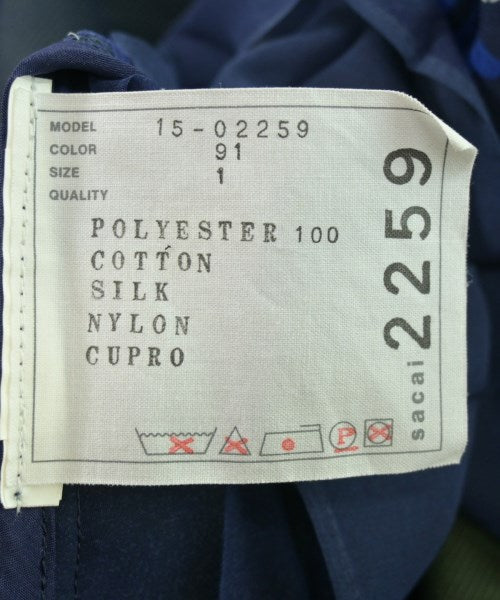 MODEL 15-02259
COLOR 91
SIZE 1
QUALITY
POLYESTER 100
COTTON
SILK
NYLON
CUPRO
P
sacai 2259